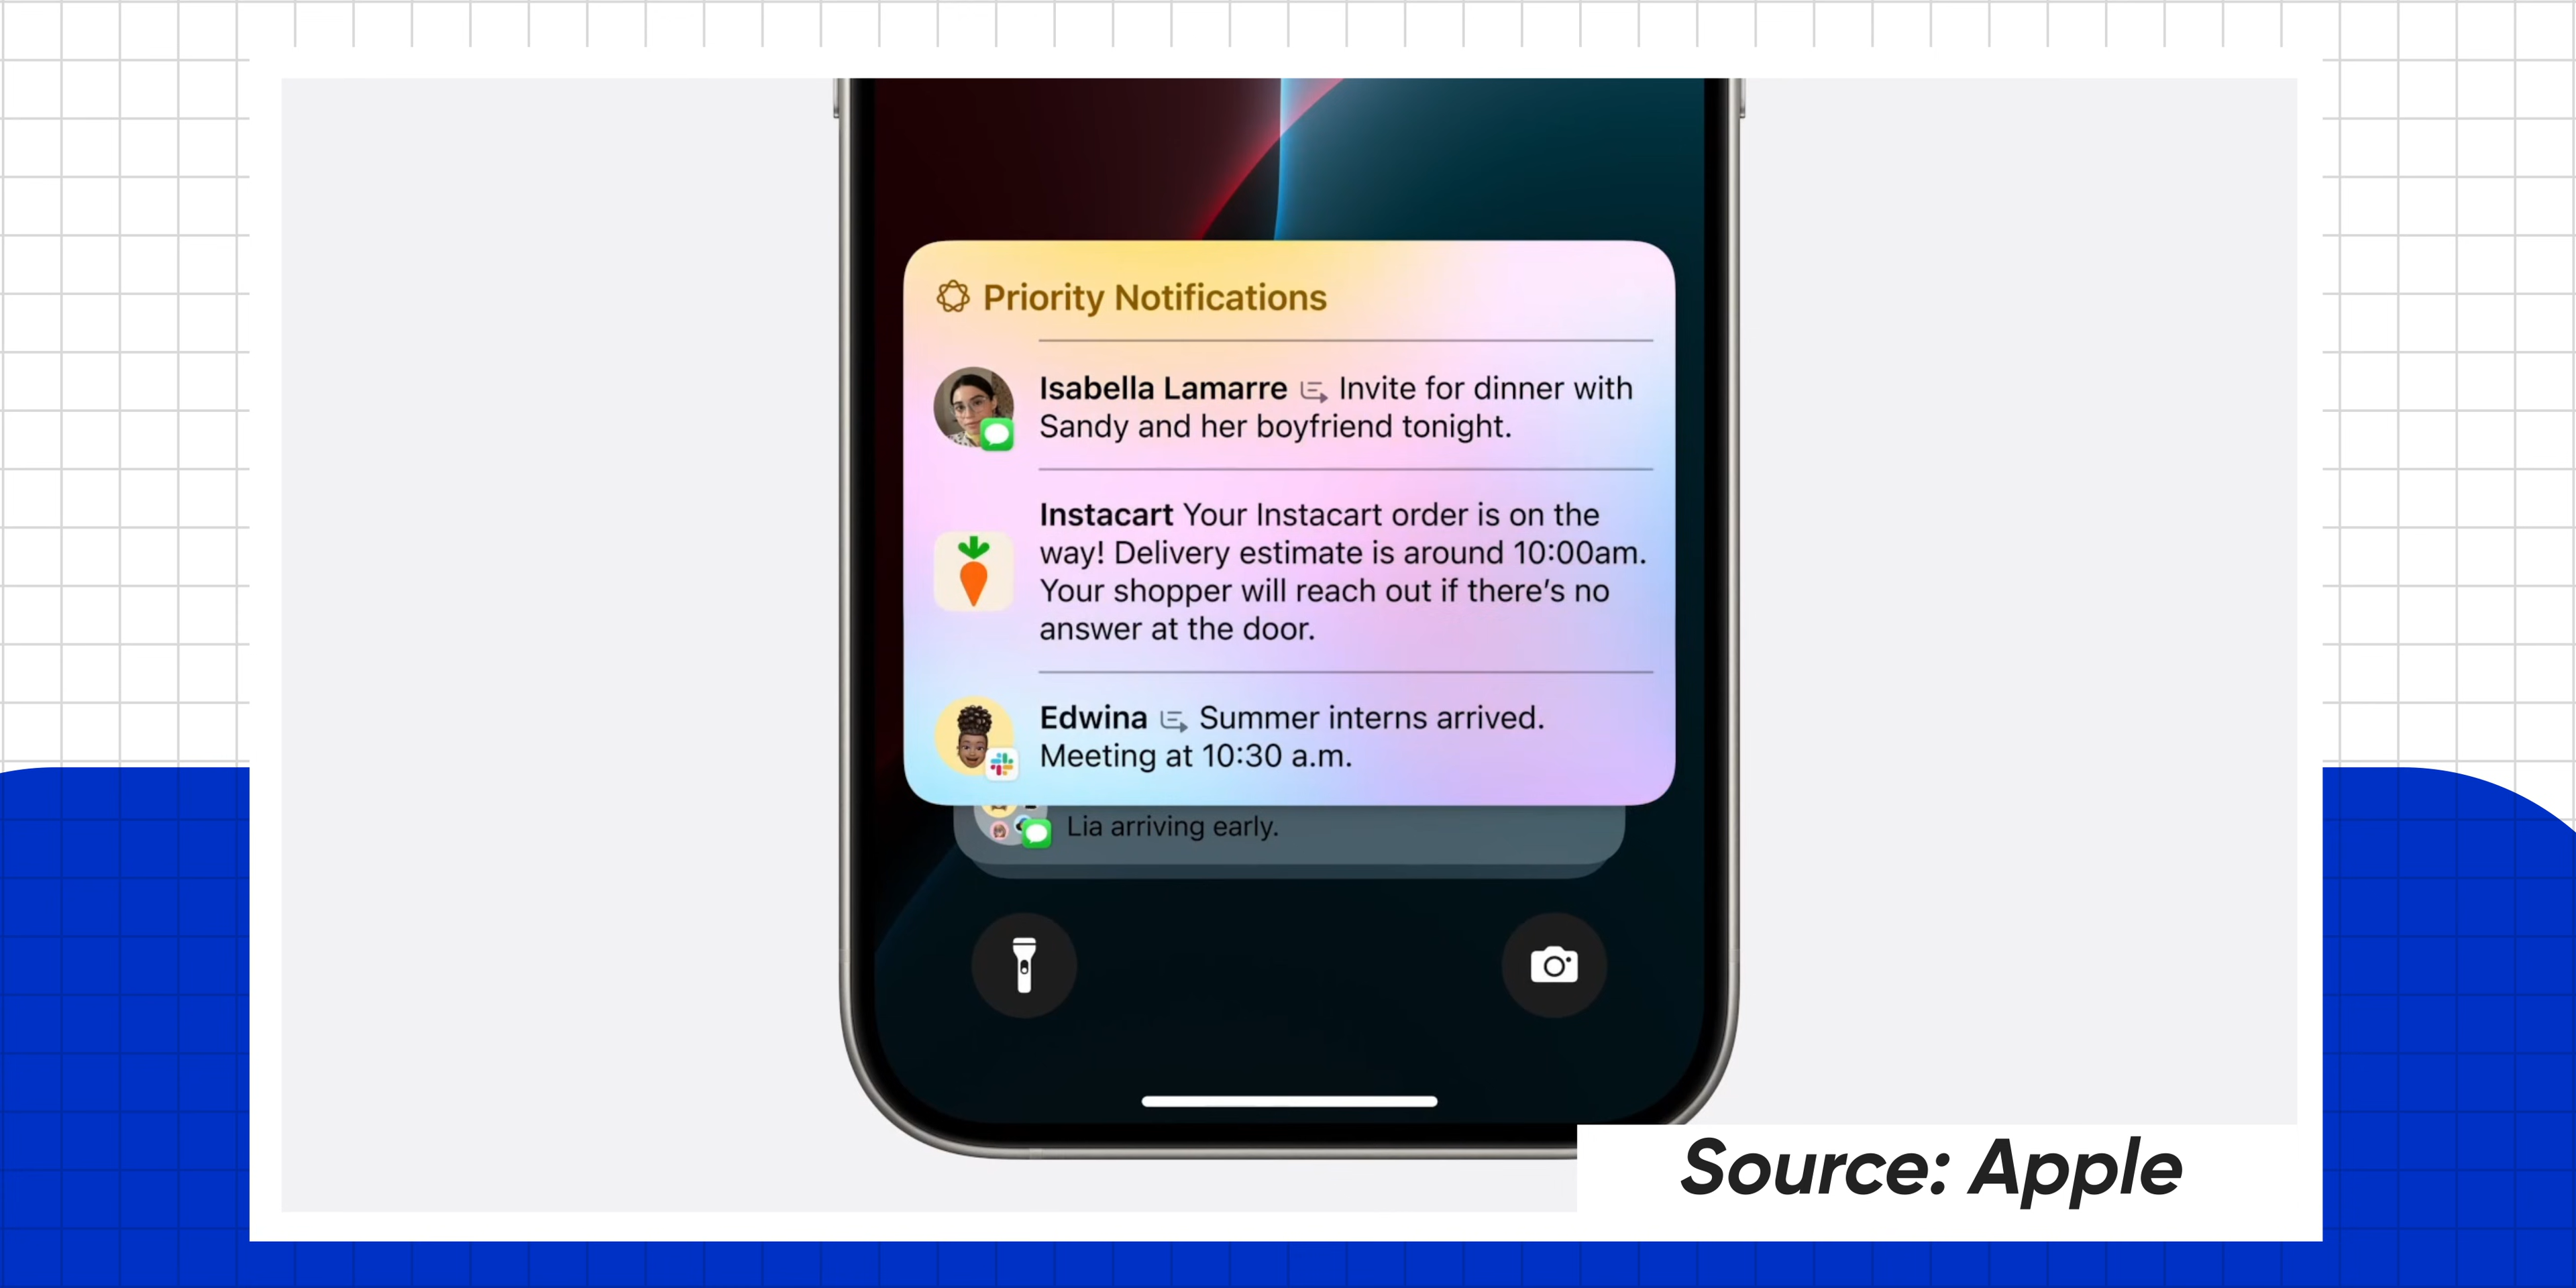 Priority Notifications
Isabella Lamarre Invite for dinner with
Sandy and her boyfriend tonight.
Instacart Your Instacart order is on the
way! Delivery estimate is around 10:00am.
Your shopper will reach out if there's no
answer at the door.
Edwina Summer interns arrived.
Meeting at 10:30 a.m.
Lia arriving early.
Source: Apple